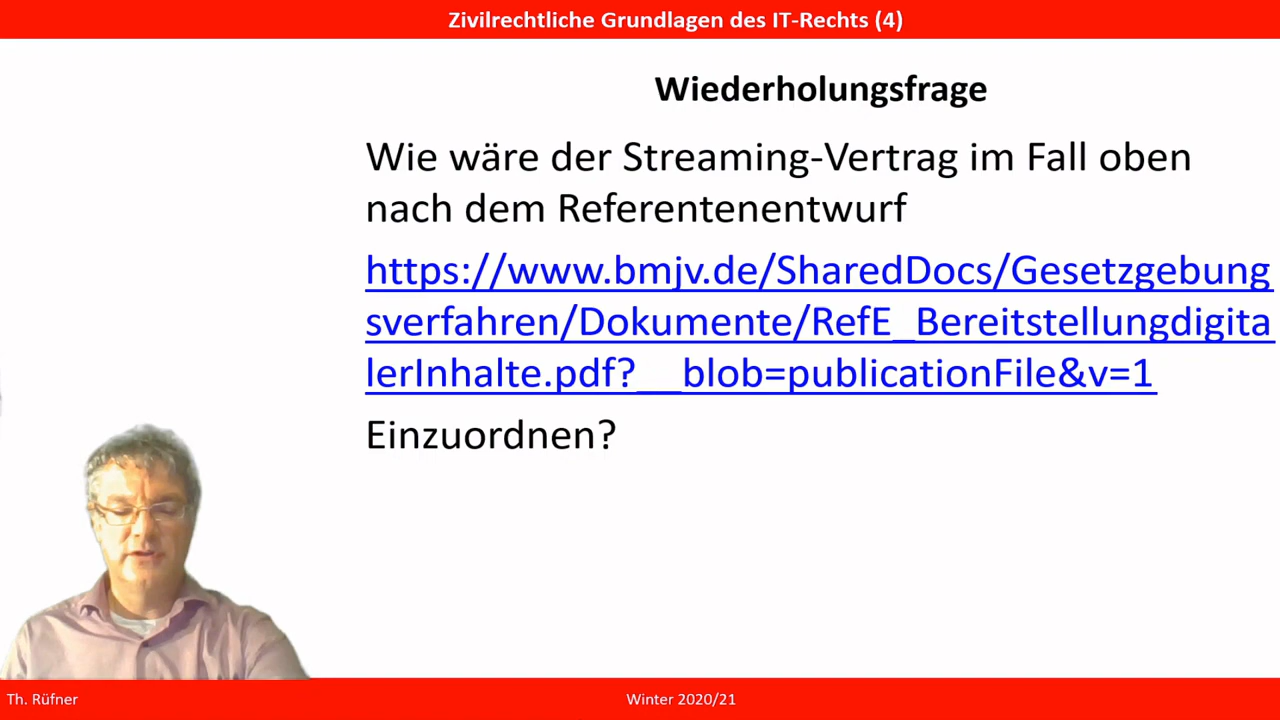 Zivilrechtliche Grundlagen des IT-Rechts (4)
Wiederholungsfrage
Wie wäre der Streaming-Vertrag im Fall oben
nach dem Referentenentwurf
https://www.bmjv.de/SharedDocs/Gesetzgebung
sverfahren/Dokumente/RefE_Bereitstellungdigita
lerInhalte.pdf?__blob=publicationFile&v=1
Einzuordnen?
Th. Rüfner
Winter 2020/21